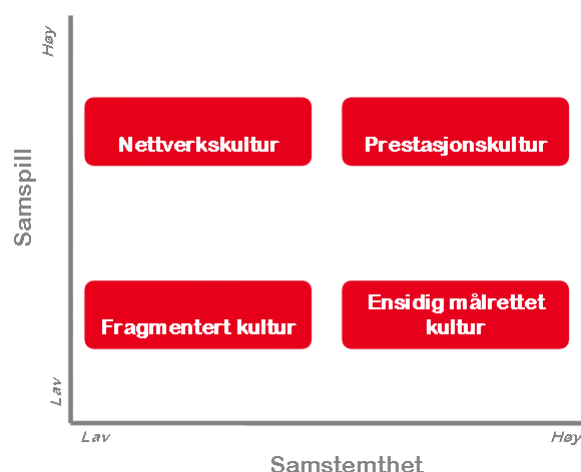 Høy
Samspill
Nettverkskultur
Prestasjonskultur
Fragmentert kultur
Ensidig målrettet
kultur
Lav
Lav
Høy
Samstemthet